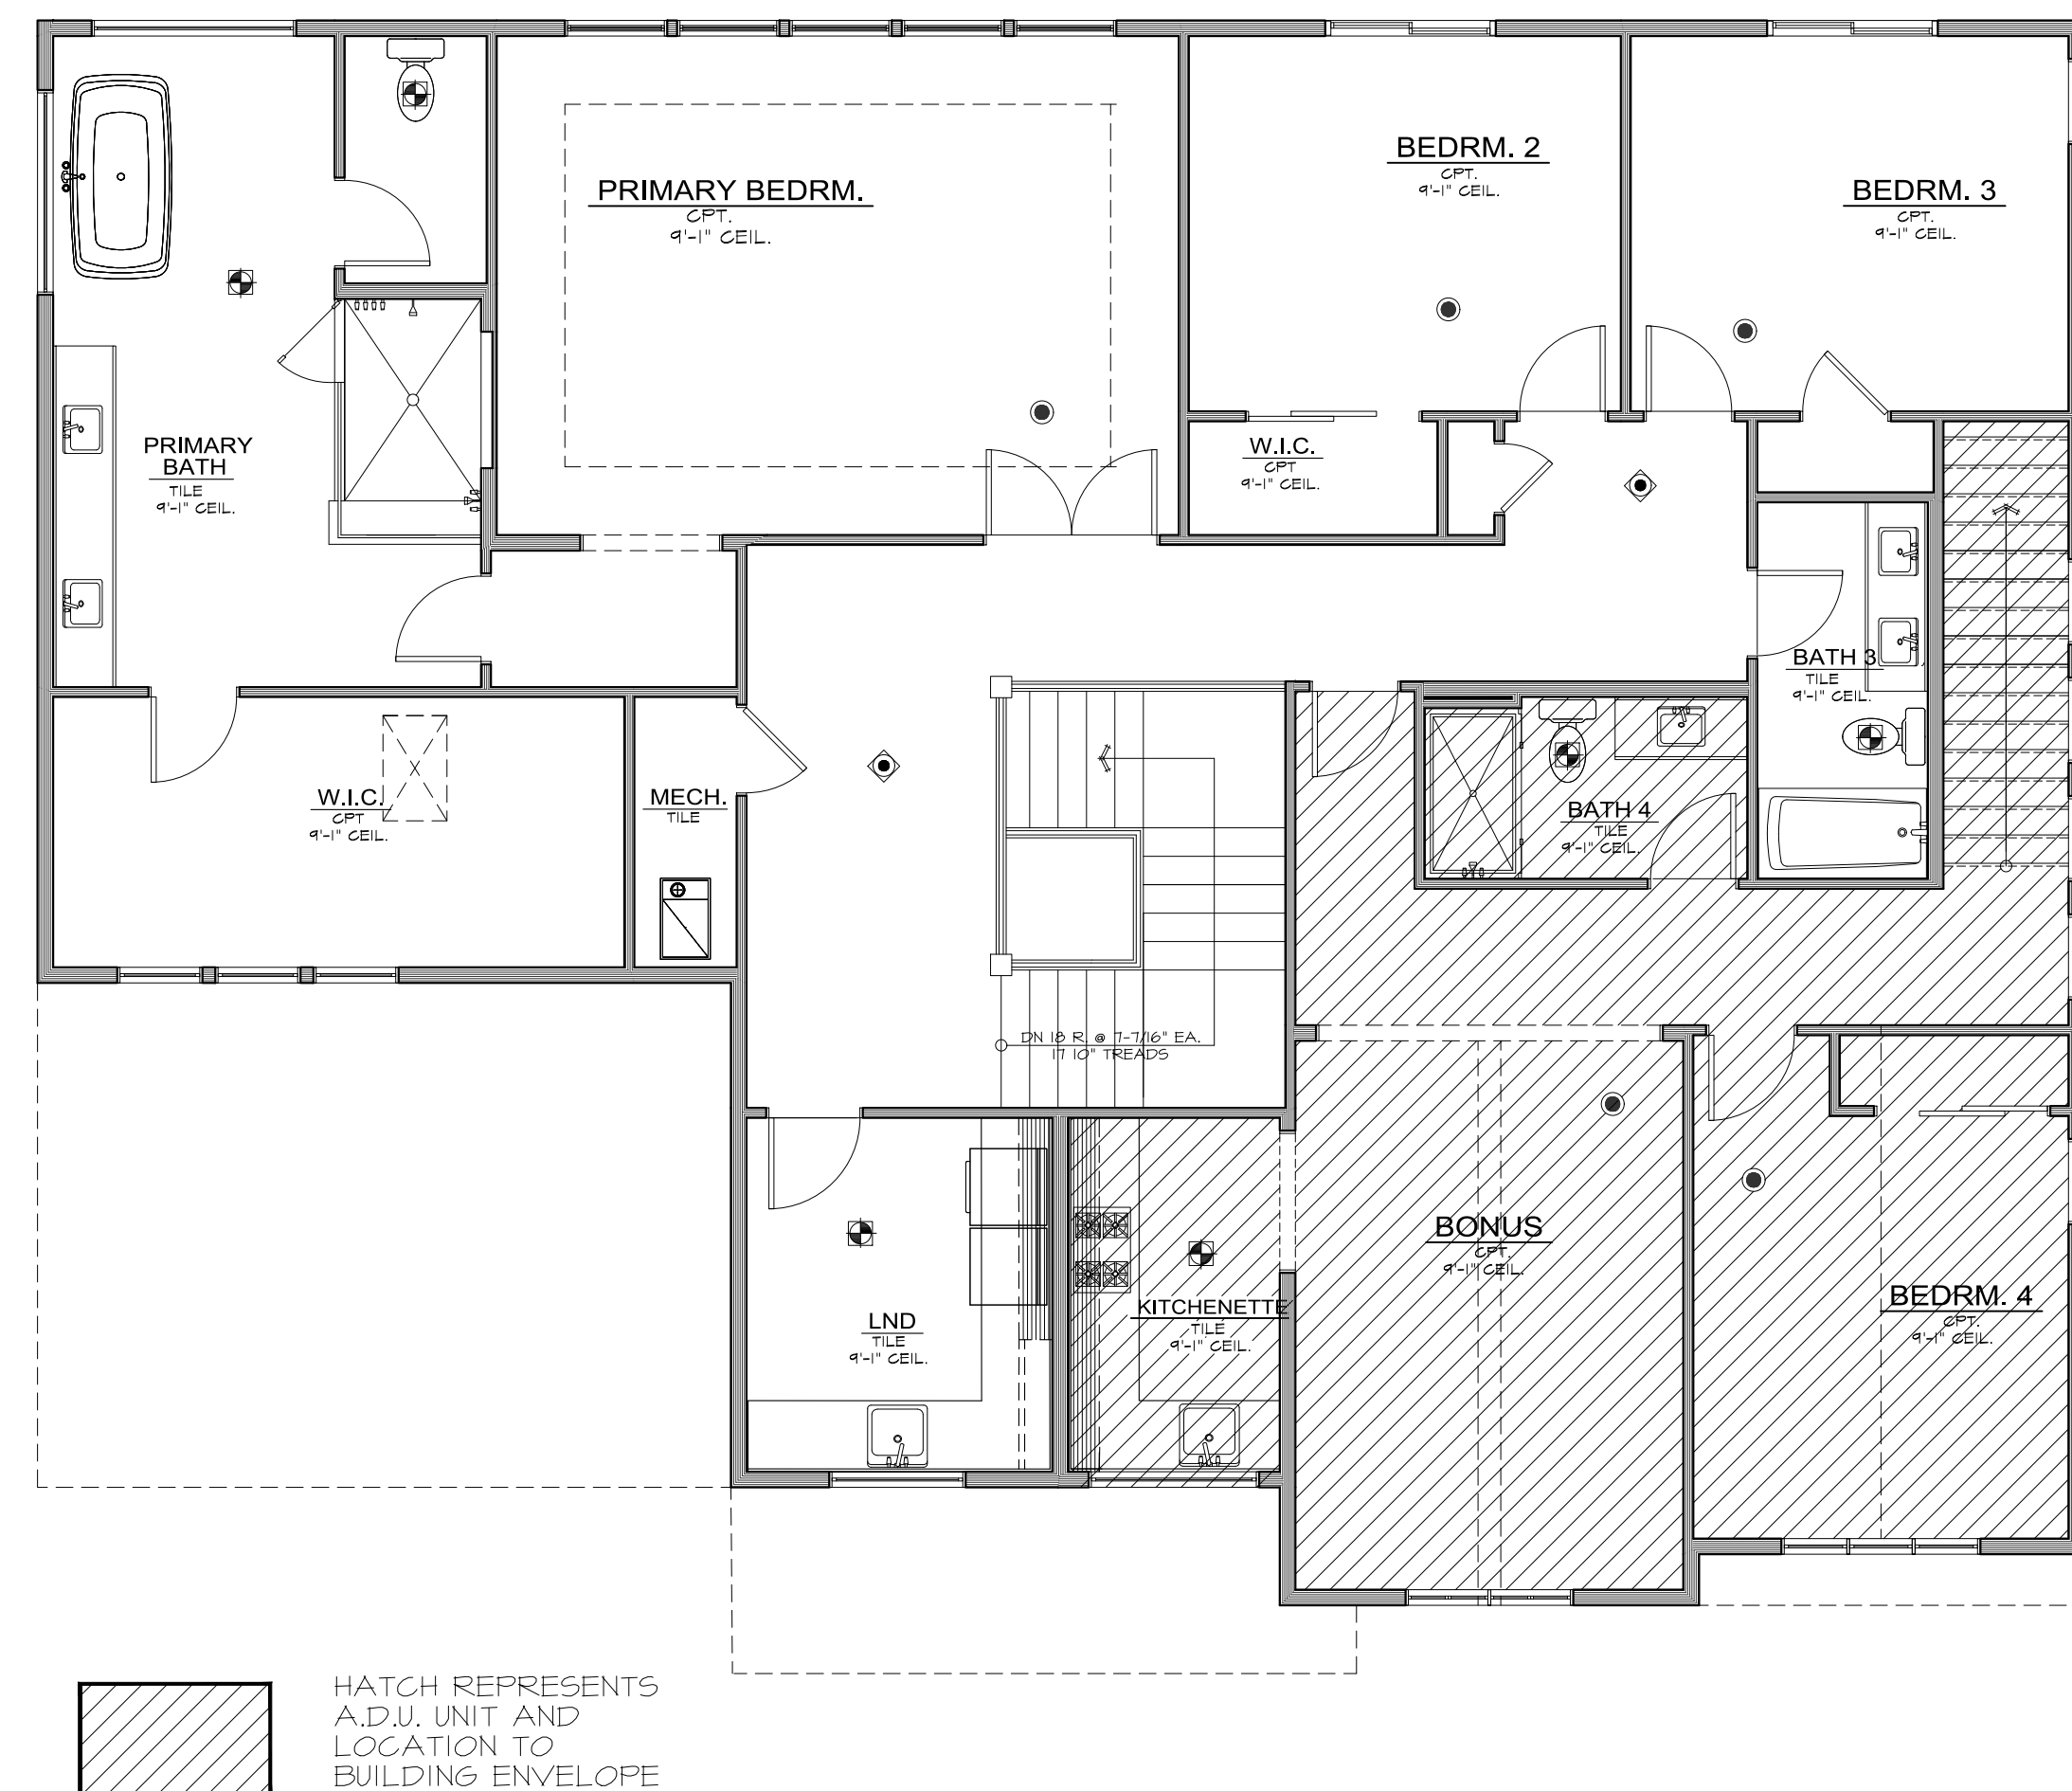 BEDRM. 2
CPT.
9'-1" CEIL.
PRIMARY BEDRM.
CPT.
9'-1" CEIL.
BEDRM. 3
CPT.
9'-1" CEIL.
PRIMARY
BATH
TILE
9'-1" CEIL.
W.I.C.
CPT
9'-1" CEIL.
BATH 3
TILE
9'-1" CEIL.
W.I.C.
CPT
9'-1" CEIL.
MECH.
TILE
BATH 4
TILE
9'-1" CEIL.
DN 18 R. @ 7-7/16" EA.
17 10" TREADS
BONUS
CPT.
9'-1" CEIL.
BEDRM. 4
CPT.
9'-1" CEIL.
KITCHENETTE
TILE
9'-1" CEIL.
LND
TILE
9'-1" CEIL.
HATCH REPRESENTS
A.D.U. UNIT AND
LOCATION TO
BUILDING ENVELOPE